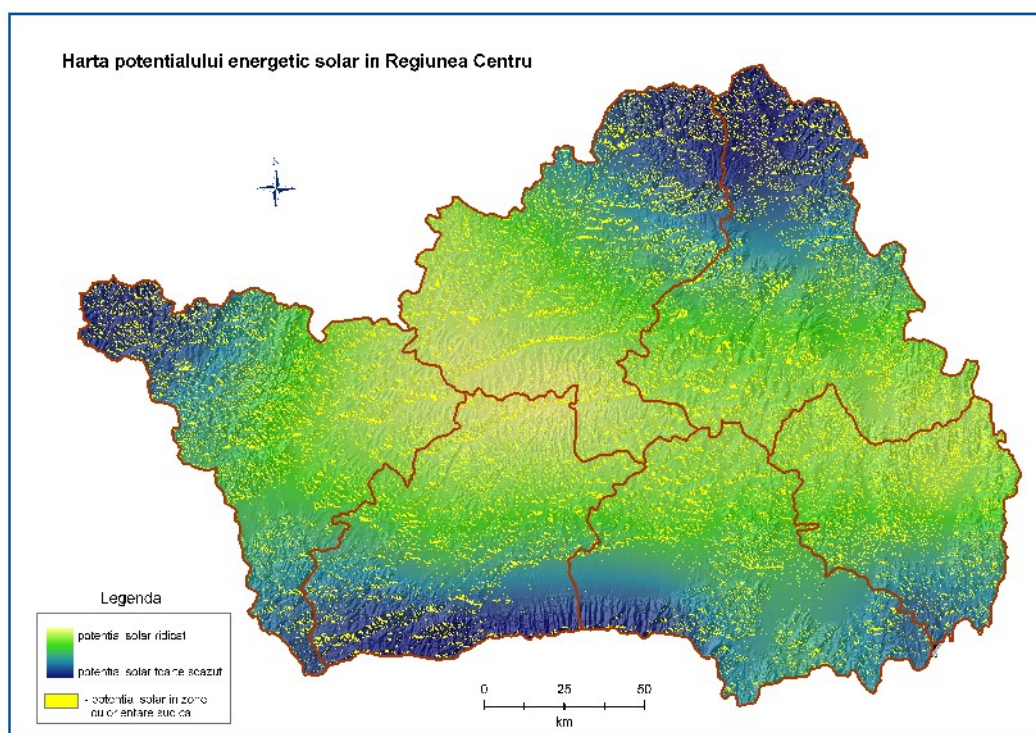 Harta potentialului energetic solar in Regiunea Centru
N
Legenda
potential solar ridicat
potential solar foarte scazut
- potential solar in zone
cu orientare sudica
0 25 50
km